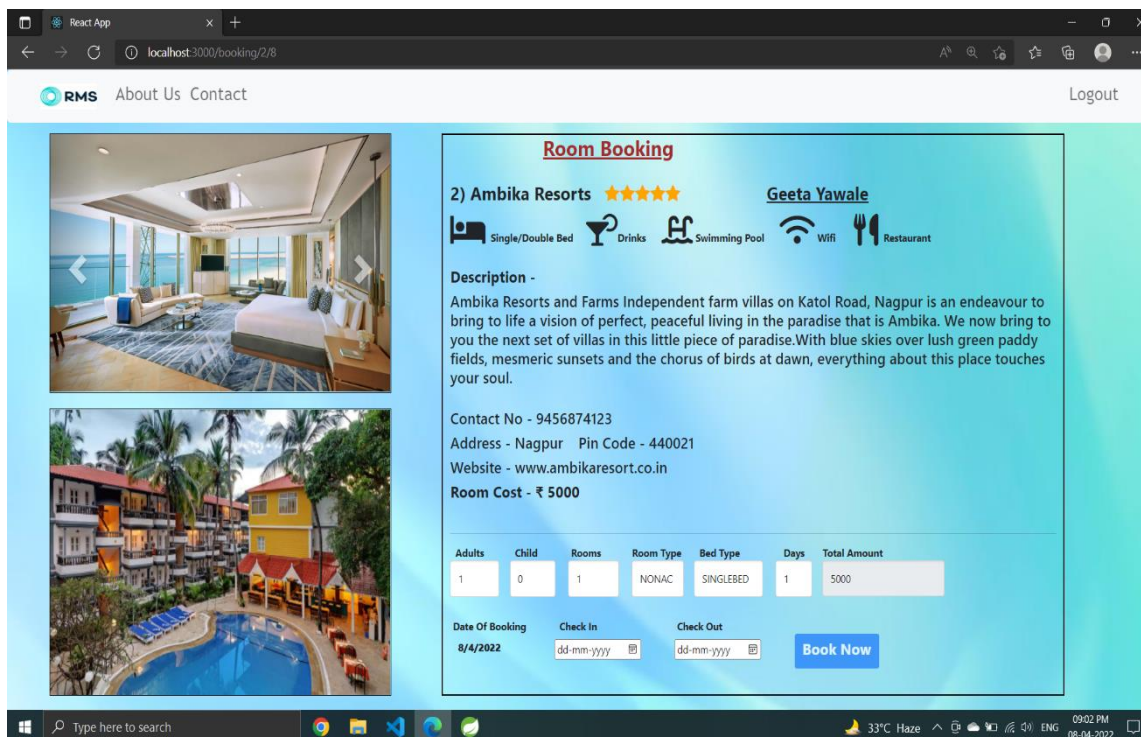 React App
localhost:3000/booking/2/8
RMS About Us Contact Logout
Room Booking
2) Ambika Resorts Geeta Yawale
Single/Double Bed Drinks Swimming Pool Wifi Restaurant
Description -
Ambika Resorts and Farms Independent farm villas on Katol Road, Nagpur is an endeavour to
bring to life a vision of perfect, peaceful living in the paradise that is Ambika. We now bring to
you the next set of villas in this little piece of paradise.With blue skies over lush green paddy
fields, mesmeric sunsets and the chorus of birds at dawn, everything about this place touches
your soul.
Contact No - 9456874123
Address - Nagpur Pin Code - 440021
Website - www.ambikaresort.co.in
Room Cost - ₹ 5000
Adults Child Rooms Room Type Bed Type Days Total Amount
1 0 1 NONAC SINGLEBED 1 5000
Date Of Booking Check In Check Out
8/4/2022 dd-mm-yyyy dd-mm-yyyy Book Now
Type here to search 33°C Haze ENG 09:02 PM
08-04-2022